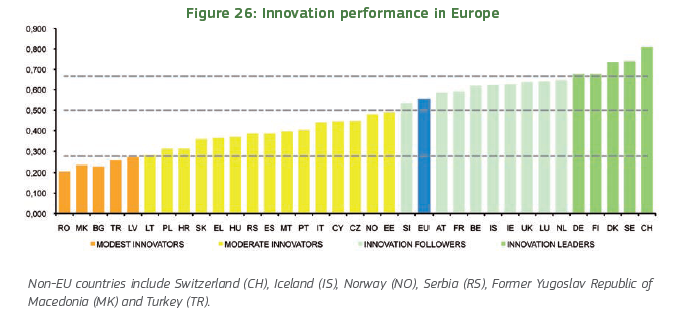 Figure 26: Innovation performance in Europe
0,900
0,800
0,700
0,600
0,500
0,400
0,300
0,200
0,100
0,000
RO MK BG TR LV LT PL HR SK EL HU RS ES MT PT IT CY CZ NO EE SI EU AT FR BE IS IE UK LU NL DE FI DK SE CH
MODEST INNOVATORS MODERATE INNOVATORS INNOVATION FOLLOWERS INNOVATION LEADERS
Non-EU countries include Switzerland (CH), Iceland (IS), Norway (NO), Serbia (RS), Former Yugoslav Republic of
Macedonia (MK) and Turkey (TR).